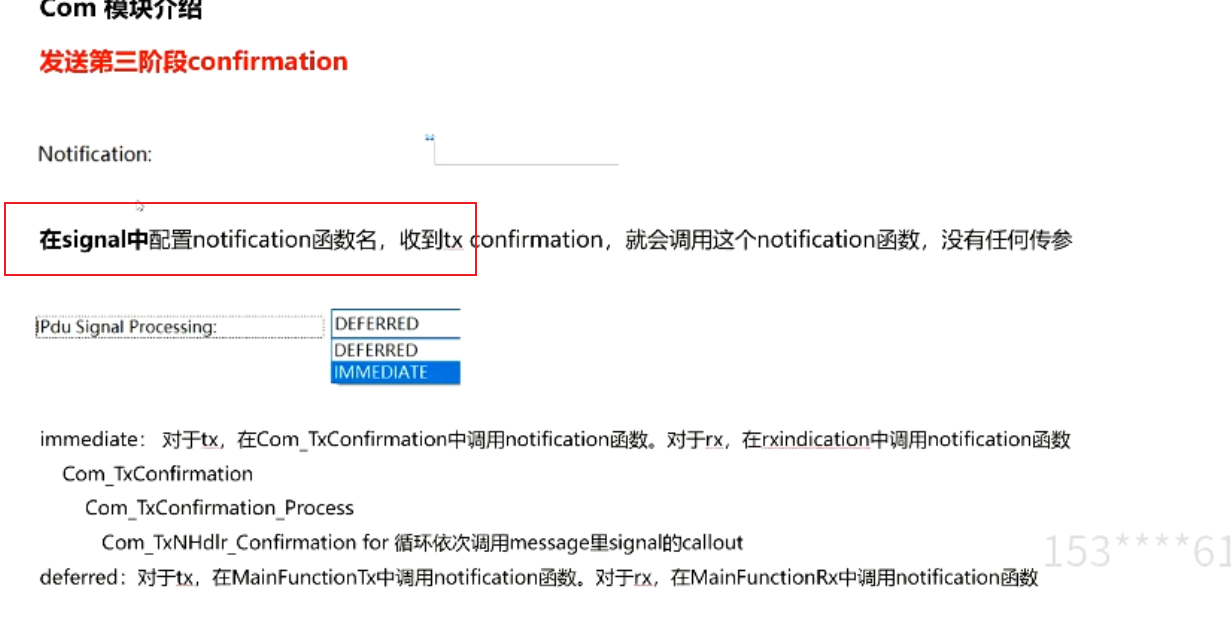 Com 模块介绍
发送第三阶段confirmation
Notification:
在signal中配置notification函数名，收到tx confirmation，就会调用这个notification函数，没有任何传参
IPdu Signal Processing:
DEFERRED
DEFERRED
IMMEDIATE
immediate： 对于tx，在Com_TxConfirmation中调用notification函数。对于rx，在rxindication中调用notification函数
Com_TxConfirmation
Com_TxConfirmation_Process
Com_TxNHdlr_Confirmation for 循环依次调用message里signal的callout
deferred：对于tx，在MainFunctionTx中调用notification函数。对于rx，在MainFunctionRx中调用notification函数
153****61